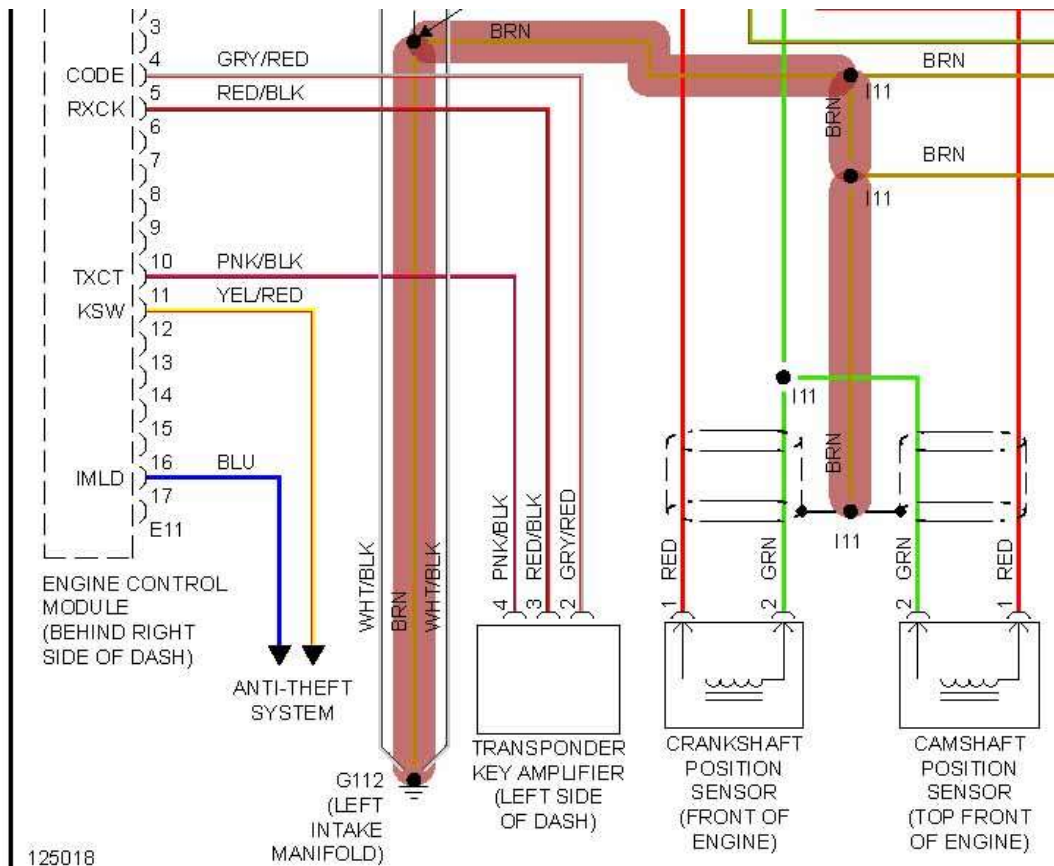 3
4
CODE
GRY/RED
5
RXCK
RED/BLK
6
7
8
9
10
TXCT
PNK/BLK
11
KSW
YEL/RED
12
13
14
15
16
IMLD
BLU
17
E11
ENGINE CONTROL
MODULE
(BEHIND RIGHT
SIDE OF DASH)
ANTI-THEFT
SYSTEM
WHT/BLK
BRN
WHT/BLK
G112
(LEFT
INTAKE
MANIFOLD)
BRN
BRN
I11
BRN
BRN
I11
I11
BRN
I11
PNK/BLK
RED/BLK
GRY/RED
4
3
2
TRANSPONDER
KEY AMPLIFIER
(LEFT SIDE
OF DASH)
RED
GRN
1
2
CRANKSHAFT
POSITION
SENSOR
(FRONT OF
ENGINE)
GRN
RED
2
1
CAMSHAFT
POSITION
SENSOR
(TOP FRONT
OF ENGINE)
125018